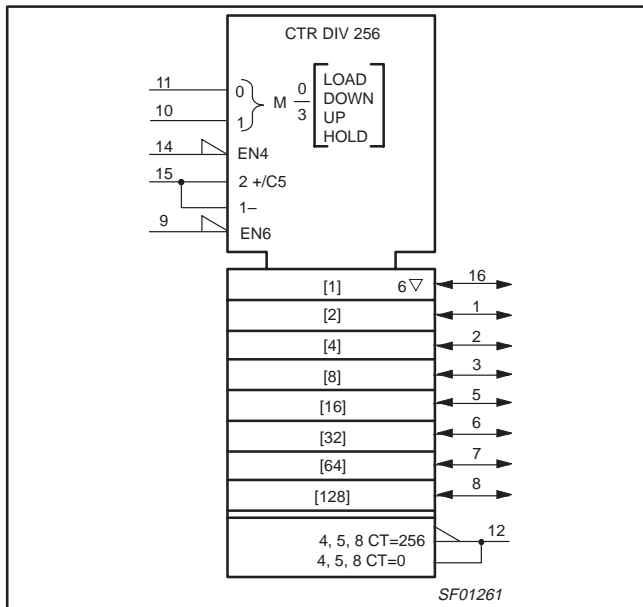 CTR DIV 256
11
0
10
1
M
0
3
LOAD
DOWN
UP
HOLD
14
EN4
15
2 +/C5
1–
9
EN6
[1]
6
16
[2]
1
[4]
2
[8]
3
[16]
5
[32]
6
[64]
7
[128]
8
4, 5, 8 CT=256
12
4, 5, 8 CT=0
SF01261